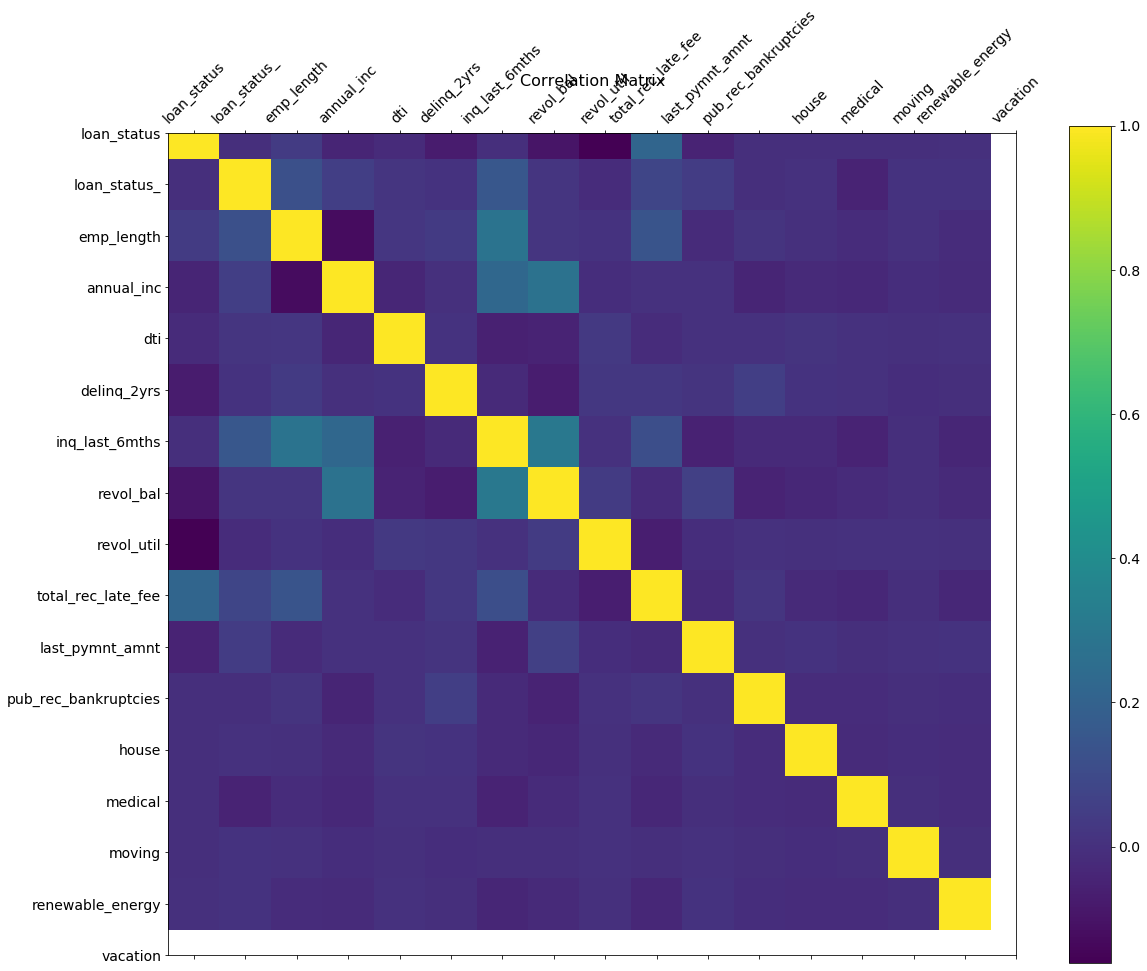 loan_status
loan_status_
emp_length
annual_inc
dti
delinq_2yrs
inq_last_6mths
revol_bal
revol_util
total_rec_late_fee
last_pymnt_amnt
pub_rec_bankruptcies
house
medical
moving
renewable_energy
vacation
Correlation Matrix
loan_status
loan_status_
emp_length
annual_inc
dti
delinq_2yrs
inq_last_6mths
revol_bal
revol_util
total_rec_late_fee
last_pymnt_amnt
pub_rec_bankruptcies
house
medical
moving
renewable_energy
vacation
1.0
0.8
0.6
0.4
0.2
0.0